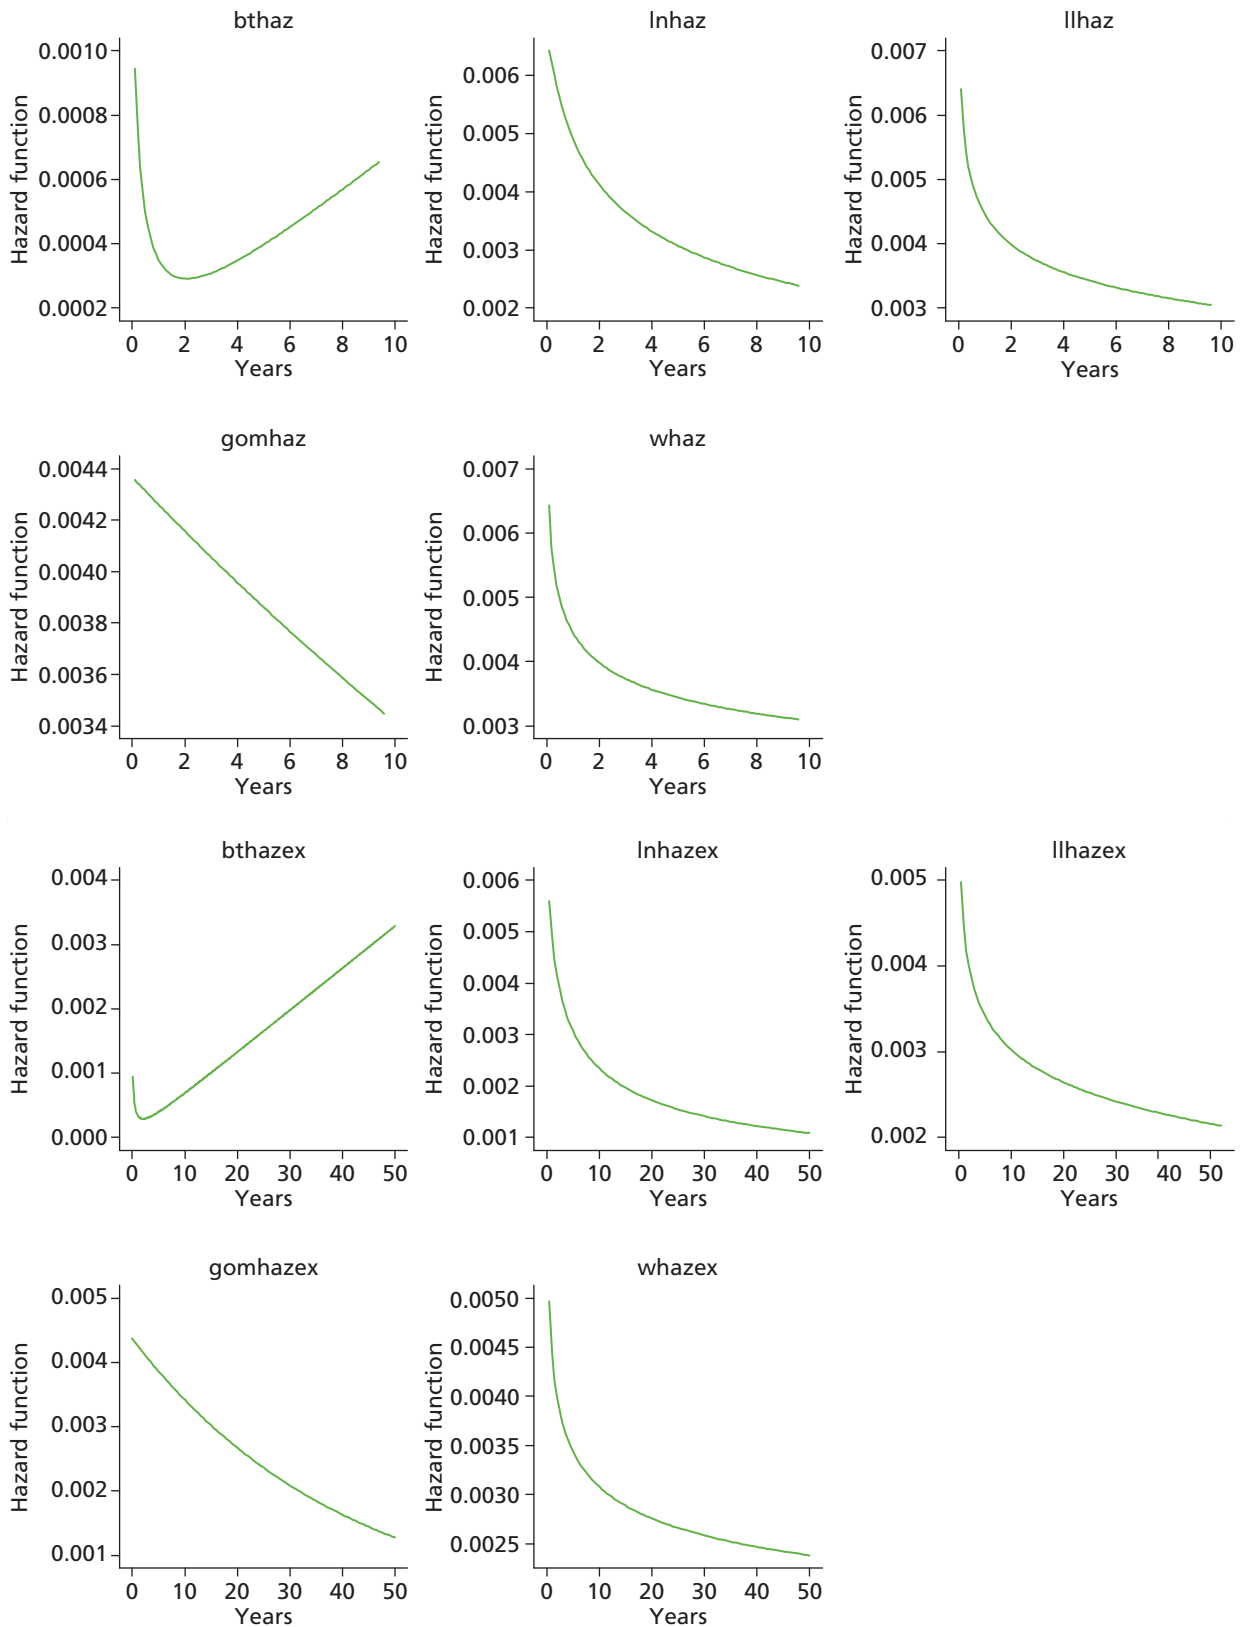 bthaz
Hazard function
0.0010
0.0008
0.0006
0.0004
0.0002
0 2 4 6 8 10
Years
lnhaz
Hazard function
0.006
0.005
0.004
0.003
0.002
0 2 4 6 8 10
Years
llhaz
Hazard function
0.007
0.006
0.005
0.004
0.003
0 2 4 6 8 10
Years
gomhaz
Hazard function
0.0044
0.0042
0.0040
0.0038
0.0036
0.0034
0 2 4 6 8 10
Years
whaz
Hazard function
0.007
0.006
0.005
0.004
0.003
0 2 4 6 8 10
Years
bthazex
Hazard function
0.004
0.003
0.002
0.001
0.000
0 10 20 30 40 50
Years
lnhazex
Hazard function
0.006
0.005
0.004
0.003
0.002
0.001
0 10 20 30 40 50
Years
llhazex
Hazard function
0.005
0.004
0.003
0.002
0 10 20 30 40 50
Years
gomhazex
Hazard function
0.005
0.004
0.003
0.002
0.001
0 10 20 30 40 50
Years
whazex
Hazard function
0.0050
0.0045
0.0040
0.0035
0.0030
0.0025
0 10 20 30 40 50
Years